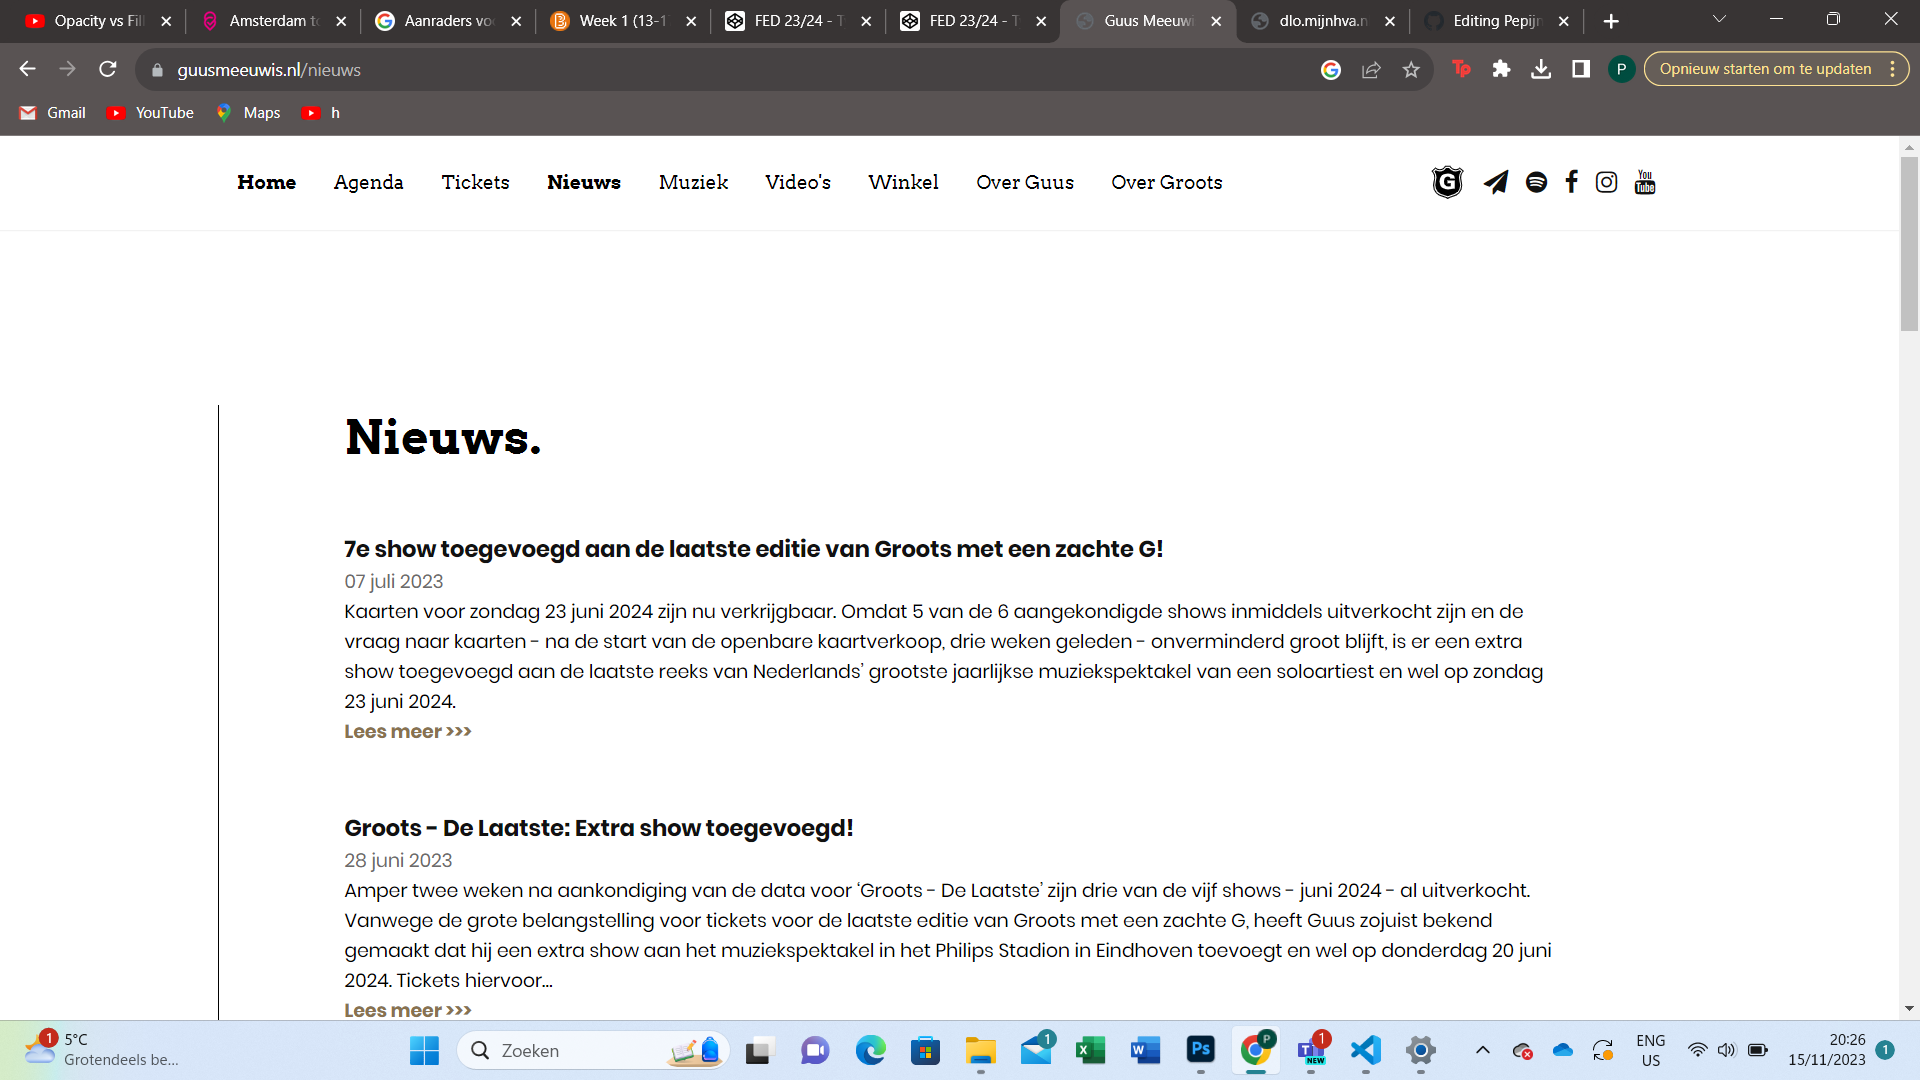 Opacity vs Fill
Amsterdam to
Aanraders voo
Week 1 (13-1
FED 23/24 - T
FED 23/24 - T
Guus Meeuwi
dlo.mijnhva.n
Editing Pepijn
guusmeeuwis.nl/nieuws
Tp
P
Opnieuw starten om te updaten
Gmail
YouTube
Maps
h
Home
Agenda
Tickets
Nieuws
Muziek
Video's
Winkel
Over Guus
Over Groots
G
You
Tube
Nieuws.
7e show toegevoegd aan de laatste editie van Groots met een zachte G!
07 juli 2023
Kaarten voor zondag 23 juni 2024 zijn nu verkrijgbaar. Omdat 5 van de 6 aangekondigde shows inmiddels uitverkocht zijn en de
vraag naar kaarten - na de start van de openbare kaartverkoop, drie weken geleden - onverminderd groot blijft, is er een extra
show toegevoegd aan de laatste reeks van Nederlands’ grootste jaarlijkse muziekspektakel van een soloartiest en wel op zondag
23 juni 2024.
Lees meer >>>
Groots - De Laatste: Extra show toegevoegd!
28 juni 2023
Amper twee weken na aankondiging van de data voor ‘Groots - De Laatste’ zijn drie van de vijf shows - juni 2024 - al uitverkocht.
Vanwege de grote belangstelling voor tickets voor de laatste editie van Groots met een zachte G, heeft Guus zojuist bekend
gemaakt dat hij een extra show aan het muziekspektakel in het Philips Stadion in Eindhoven toevoegt en wel op donderdag 20 juni
2024. Tickets hiervoor...
Lees meer >>>
1
5°C
Grotendeels be...
Zoeken
1
Ps
P
1
NEW
ENG
US
20:26
15/11/2023
1